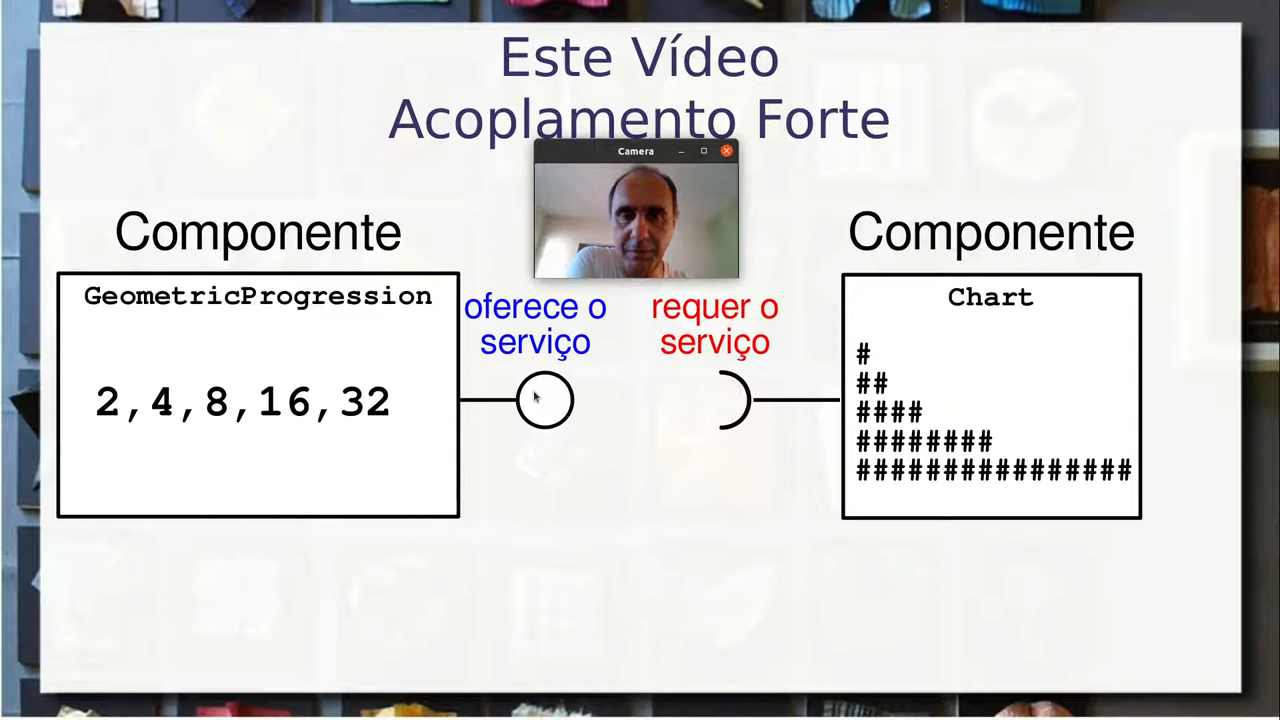 Este Vídeo
Acoplamento Forte
Camera
Componente
Componente
GeometricProgression
oferece o
serviço
requer o
serviço
Chart
2,4,8,16,32
#
##
####
########
################